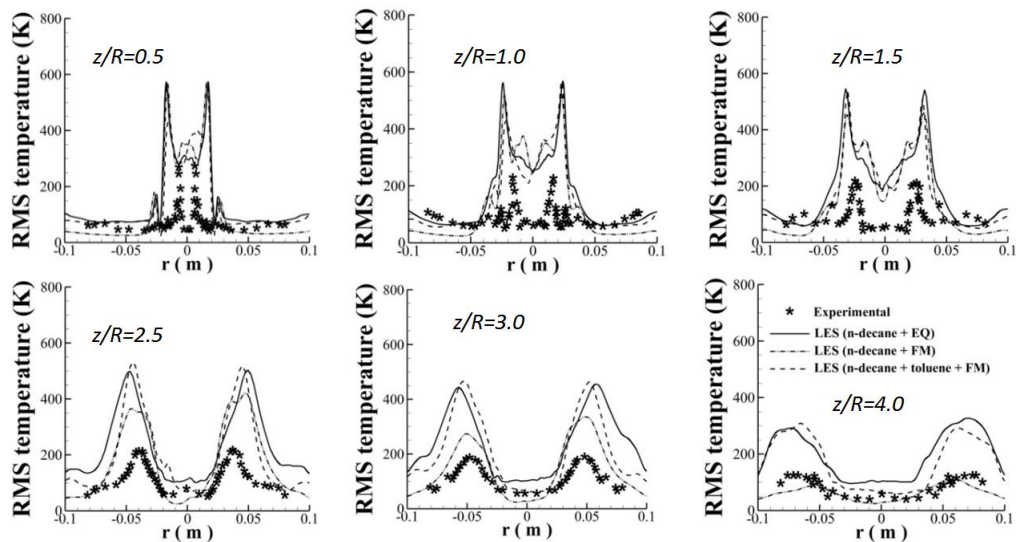 800
600
400
200
0
RMS temperature (K)
z/R=0.5
-0.1 -0.05 0 0.05 0.1
r ( m )
800
600
400
200
0
RMS temperature (K)
z/R=1.0
-0.1 -0.05 0 0.05 0.1
r ( m )
800
600
400
200
0
RMS temperature (K)
z/R=1.5
-0.1 -0.05 0 0.05 0.1
r ( m )
800
600
400
200
0
RMS temperature (K)
z/R=2.5
-0.1 -0.05 0 0.05 0.1
r ( m )
800
600
400
200
0
RMS temperature (K)
z/R=3.0
-0.1 -0.05 0 0.05 0.1
r ( m )
800
600
400
200
0
RMS temperature (K)
Experimental
LES (n-decane + EQ)
LES (n-decane + FM)
LES (n-decane + toluene + FM)
z/R=4.0
-0.1 -0.05 0 0.05 0.1
r ( m )